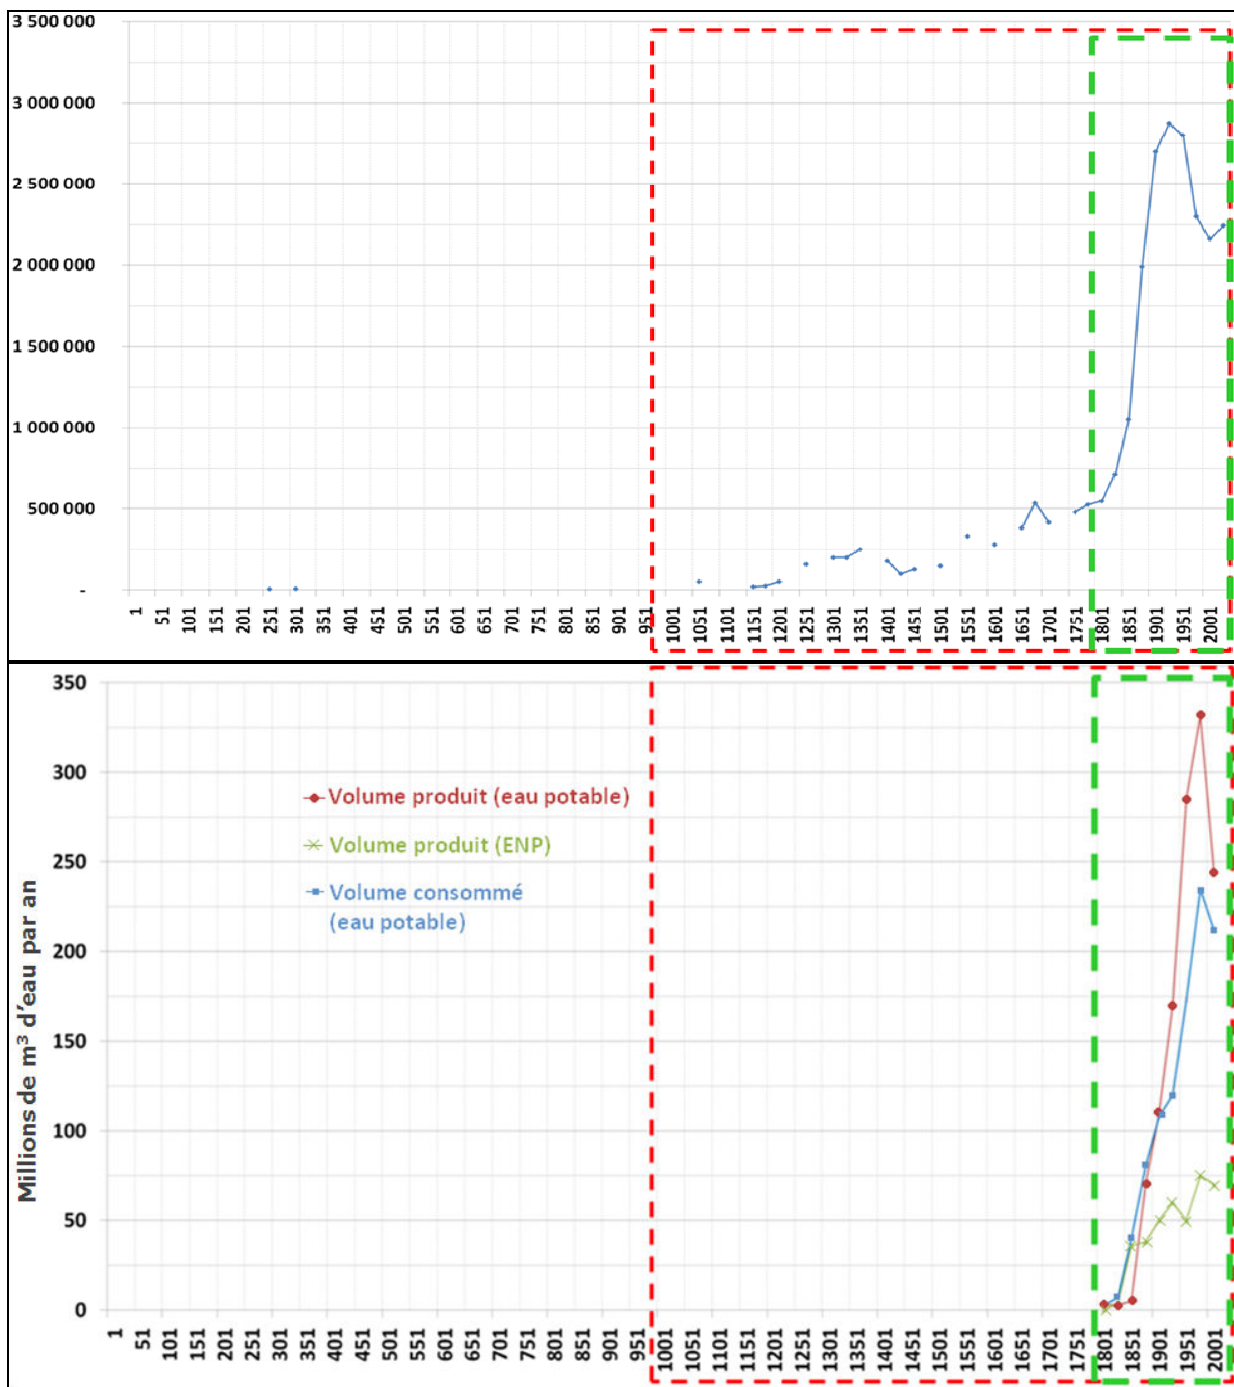 3 500 000
3 000 000
2 500 000
2 000 000
1 500 000
1 000 000
500 000
-
1 51 101 151 201 251 301 351 401 451 501 551 601 651 701 751 801 851 901 951 1001 1051 1101 1151 1201 1251 1301 1351 1401 1451 1501 1551 1601 1651 1701 1751 1801 1851 1901 1951 2001
350
300
250
200
150
100
50
0
Millions de m³ d'eau par an
Volume produit (eau potable)
Volume produit (ENP)
Volume consommé
(eau potable)
1 51 101 151 201 251 301 351 401 451 501 551 601 651 701 751 801 851 901 951 1001 1051 1101 1151 1201 1251 1301 1351 1401 1451 1501 1551 1601 1651 1701 1751 1801 1851 1901 1951 2001